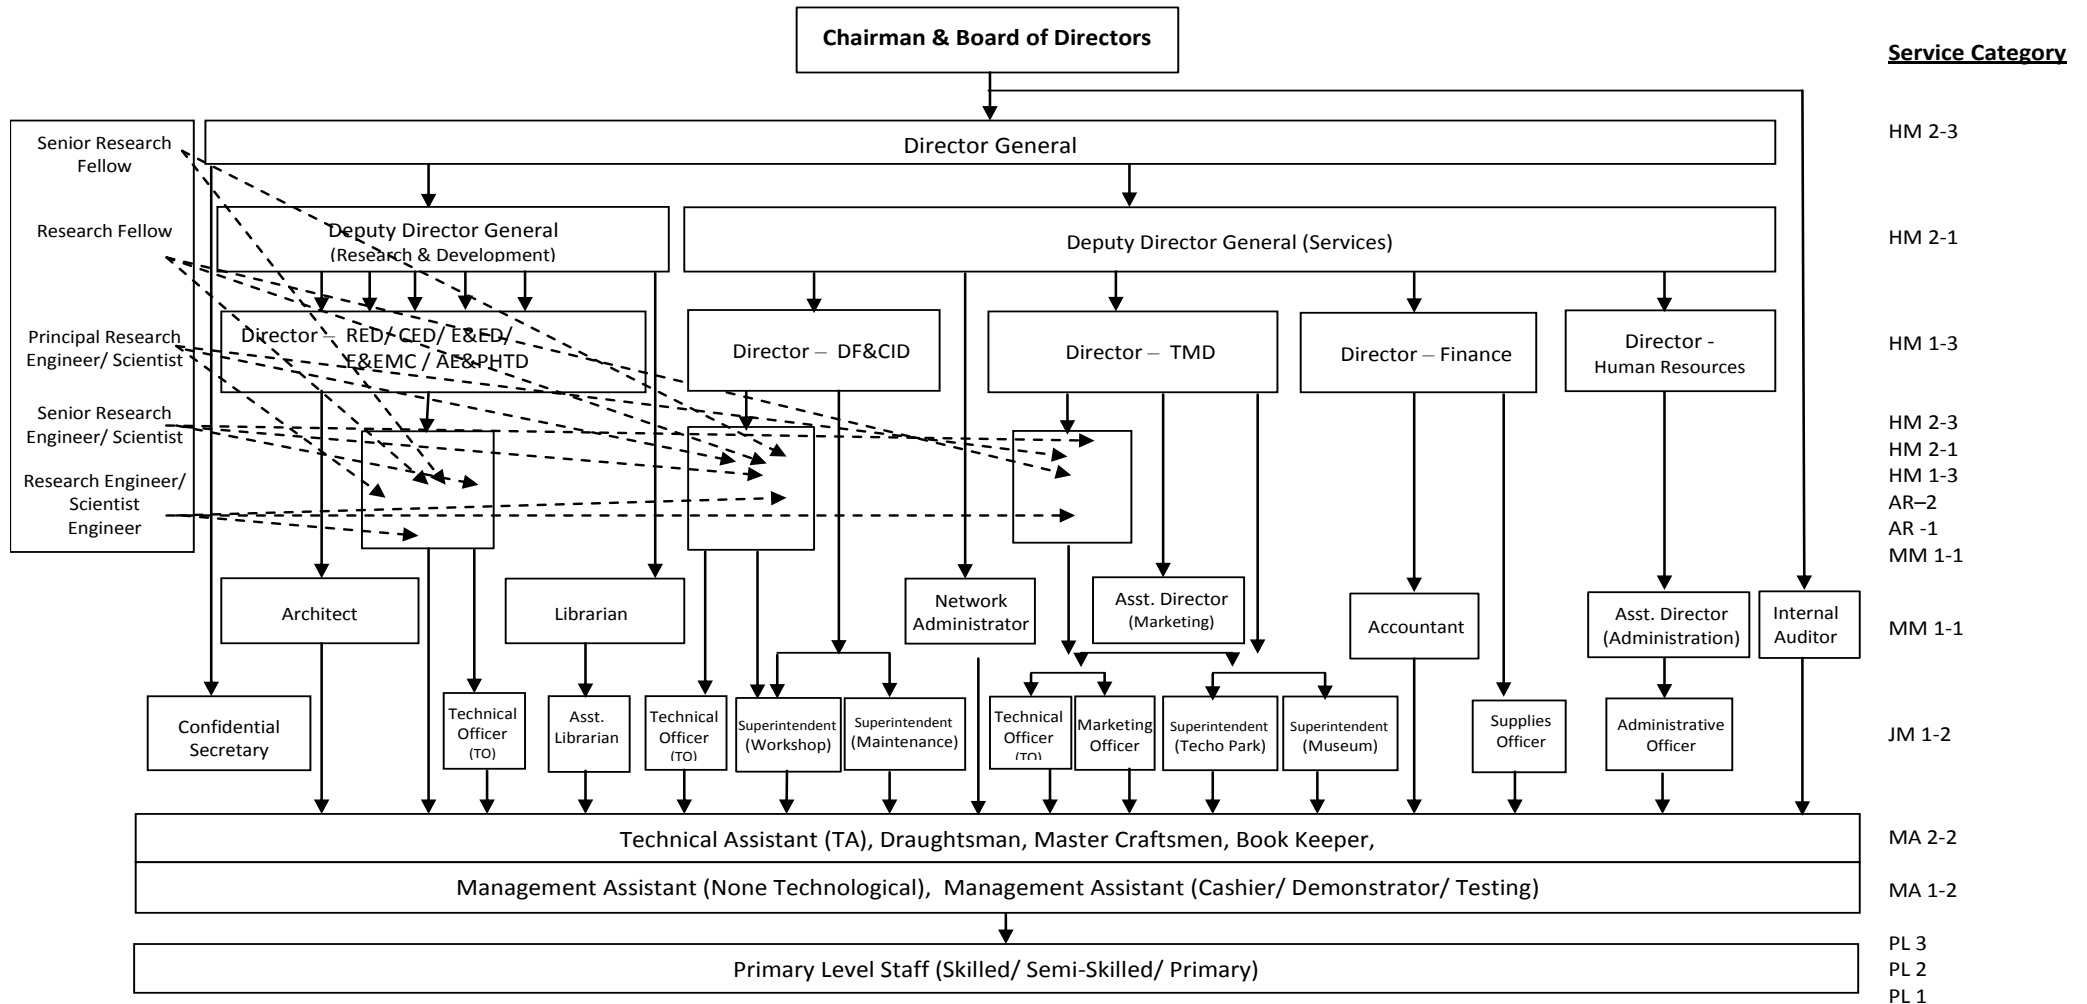 Chairman & Board of Directors
Service Category
Director General
HM 2-3
Senior Research
Fellow
Research Fellow
Principal Research
Engineer/ Scientist
Senior Research
Engineer/ Scientist
Research Engineer/
Scientist
Engineer
Deputy Director General
(Research & Development)
Deputy Director General (Services)
HM 2-1
Director – RED/ CED/ E&ED/
E&EMC / AE&PHTD
Director – DF&CID
Director – TMD
Director – Finance
Director -
Human Resources
HM 1-3
HM 2-3
HM 2-1
HM 1-3
AR–2
AR -1
MM 1-1
Architect
Librarian
Network
Administrator
Asst. Director
(Marketing)
Accountant
Asst. Director
(Administration)
Internal
Auditor
MM 1-1
Confidential
Secretary
Technical
Officer
(TO)
Asst.
Librarian
Technical
Officer
(TO)
Superintendent
(Workshop)
Superintendent
(Maintenance)
Technical
Officer
(TO)
Marketing
Officer
Superintendent
(Techo Park)
Superintendent
(Museum)
Supplies
Officer
Administrative
Officer
JM 1-2
Technical Assistant (TA), Draughtsman, Master Craftsmen, Book Keeper,
MA 2-2
Management Assistant (None Technological), Management Assistant (Cashier/ Demonstrator/ Testing)
MA 1-2
Primary Level Staff (Skilled/ Semi-Skilled/ Primary)
PL 3
PL 2
PL 1